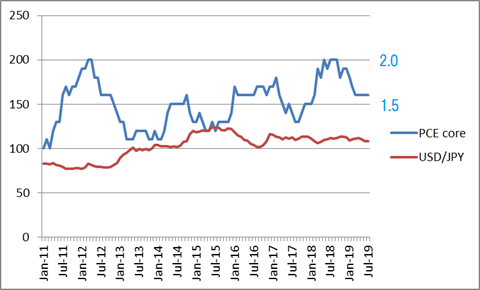 250
200
150
100
50
0
2.0
1.5
PCE core
USD/JPY
Jan-11
Jul-11
Jan-12
Jul-12
Jan-13
Jul-13
Jan-14
Jul-14
Jan-15
Jul-15
Jan-16
Jul-16
Jan-17
Jul-17
Jan-18
Jul-18
Jan-19
Jul-19